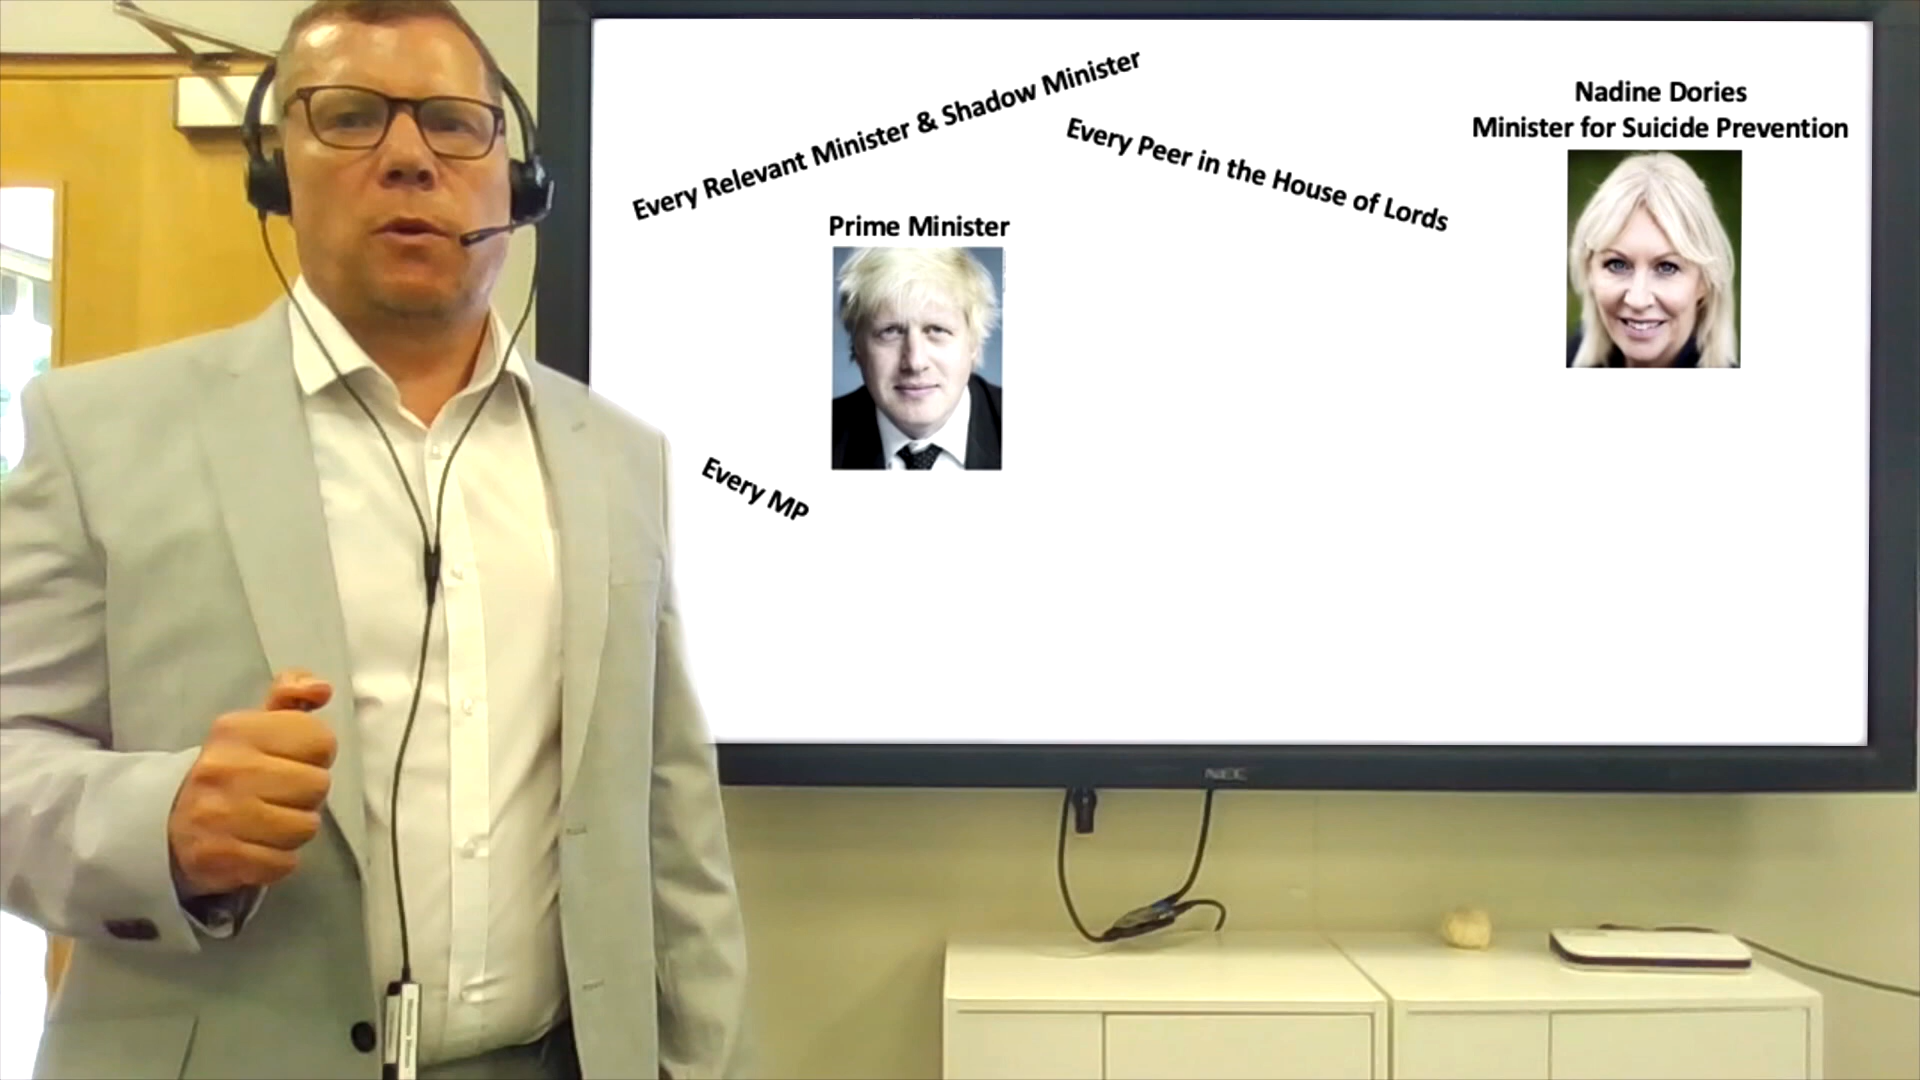 Every Relevant Minister & Shadow Minister
Every Peer in the House of Lords
Nadine Dories
Minister for Suicide Prevention
Prime Minister
Every MP
NEC